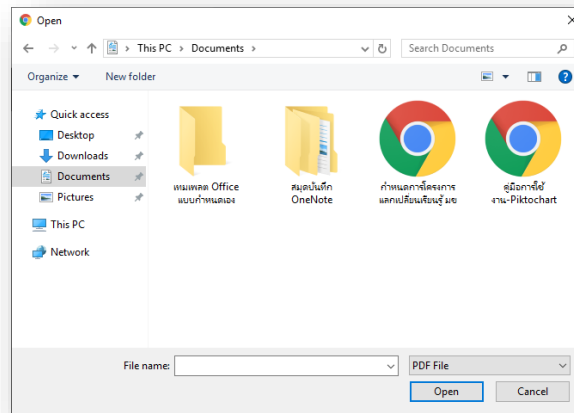 Open
This PC > Documents >
Search Documents
Organize
New folder
Quick access
Desktop
Downloads
Documents
Pictures
This PC
Network
เทมเพลต Office
แบบกำหนดเอง
สมุดบันทึก
OneNote
กำหนดการโครงการ
แลกเปลี่ยนเรียนรู้ มข
คู่มือการใช้
งาน-Piktochart
File name:
PDF File
Open
Cancel